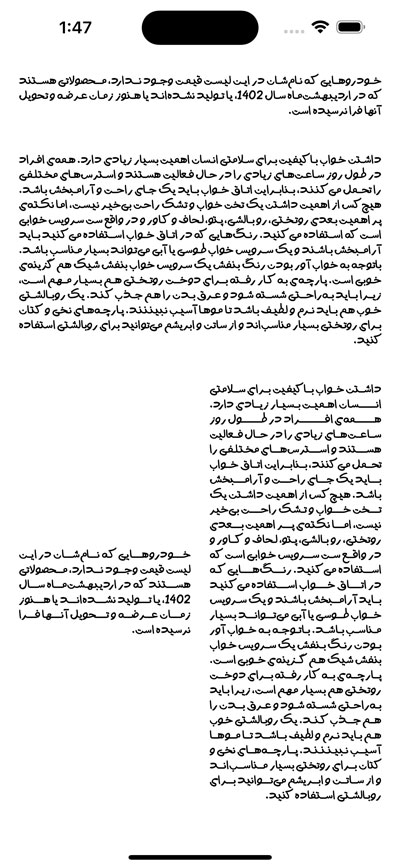 1:47
خودروهایی که نام‌شان در این لیست قیمت وجود ندارد، محصولاتی هستند
که در اردیبهشت‌ماه سال 1402، یا تولید نشده‌اند یا هنوز زمان عرضه و تحویل
آنها فرا نرسیده است.
داشتن خواب با کیفیت برای سلامتی انسان اهمیت بسیار زیادی دارد. همه‌ی افراد
در طول روز ساعت‌های زیادی را در حال فعالیت هستند و استرس‌های مختلفی
را تحمل می کنند، بنابراین اتاق خواب باید یک جای راحت و آرامبخش باشد.
هیچ کس از اهمیت داشتن یک تخت خواب و تشک راحت بی‌خبر نیست، اما نکته‌ی
پر اهمیت بعدی روتختی، روبالشی، پتو، لحاف و کاور و در واقع ست سرویس خوابی
است که استفاده می کنید. رنگ‌هایی که در اتاق خواب استفاده می کنید باید
آرامبخش باشند و یک سرویس خواب طوسی یا آبی می‌تواند بسیار مناسب باشد.
باتوجه به خواب آور بودن رنگ بنفش یک سرویس خواب بنفش شیک هم گزینه‌ی
خوبی است. پارچه‌ی به کار رفته برای دوخت روتختی هم بسیار مهم است،
زیرا باید به‌راحتی شسته شود و عرق بدن را هم جذب کند. یک روبالشتی
خوب هم باید نرم و لطیف باشد تا موها آسیب نبینند. پارچه‌های نخی و کتان
برای روتختی بسیار مناسب‌اند و از ساتن و ابریشم می‌توانید برای روبالشتی استفاده
کنید.
داشتن خواب با کیفیت برای سلامتی
انسان اهمیت بسیار زیادی دارد.
همه‌ی افراد در طول روز
ساعت‌های زیادی را در حال فعالیت
هستند و استرس‌های مختلفی را
تحمل می کنند، بنابراین اتاق خواب
باید یک جای راحت و آرامبخش
باشد. هیچ کس از اهمیت داشتن یک
تخت خواب و تشک راحت بی‌خبر
نیست، اما نکته‌ی پر اهمیت بعدی
روتختی، روبالشی، پتو، لحاف و کاور و
در واقع ست سرویس خوابی است که
استفاده می کنید. رنگ‌هایی که
در اتاق خواب استفاده می کنید
باید آرامبخش باشند و یک سرویس
خواب طوسی یا آبی می‌تواند بسیار
مناسب باشد. باتوجه به خواب آور
بودن رنگ بنفش یک سرویس خواب
بنفش شیک هم گزینه‌ی خوبی است.
پارچه‌ی به کار رفته برای دوخت
روتختی هم بسیار مهم است، زیرا باید
به‌راحتی شسته شود و عرق بدن را
هم جذب کند. یک روبالشتی خوب
هم باید نرم و لطیف باشد تا موها
آسیب نبینند. پارچه‌های نخی و
کتان برای روتختی بسیار مناسب‌اند
و از ساتن و ابریشم می‌توانید برای
روبالشتی استفاده کنید.
خودروهایی که نام‌شان در این
لیست قیمت وجود ندارد، محصولاتی
هستند که در اردیبهشت‌ماه سال
1402، یا تولید نشده‌اند یا هنوز
زمان عرضه و تحویل آنها فرا
نرسیده است.